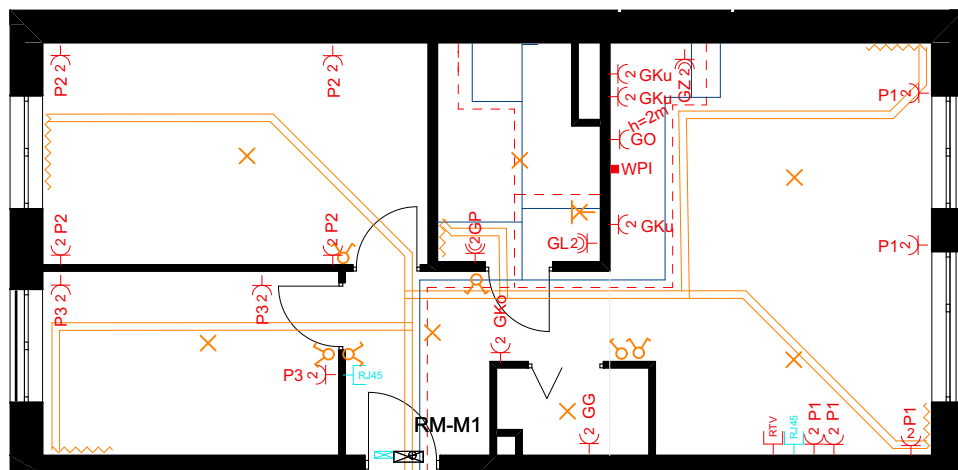 P2 2
P2 2
2 GKu
2 GKu
GZ 2
h=2m
GO
WPI
P1 2
2 P2
2 P2
2 GP
GL 2
2 GKu
P1 2
P3 2
P3 2
2 GKo
P3 2
RJ45
RM-M1
2 GG
RTV
RJ45
2 P1
2 P1
2 P1